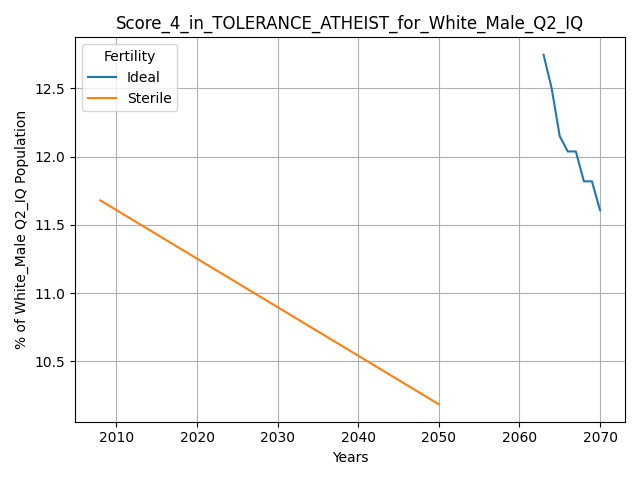 Score_4_in_TOLERANCE_ATHEIST_for_White_Male_Q2_IQ
Fertility
Ideal
Sterile
% of White_Male Q2_IQ Population
12.5
12.0
11.5
11.0
10.5
2010 2020 2030 2040 2050 2060 2070
Years